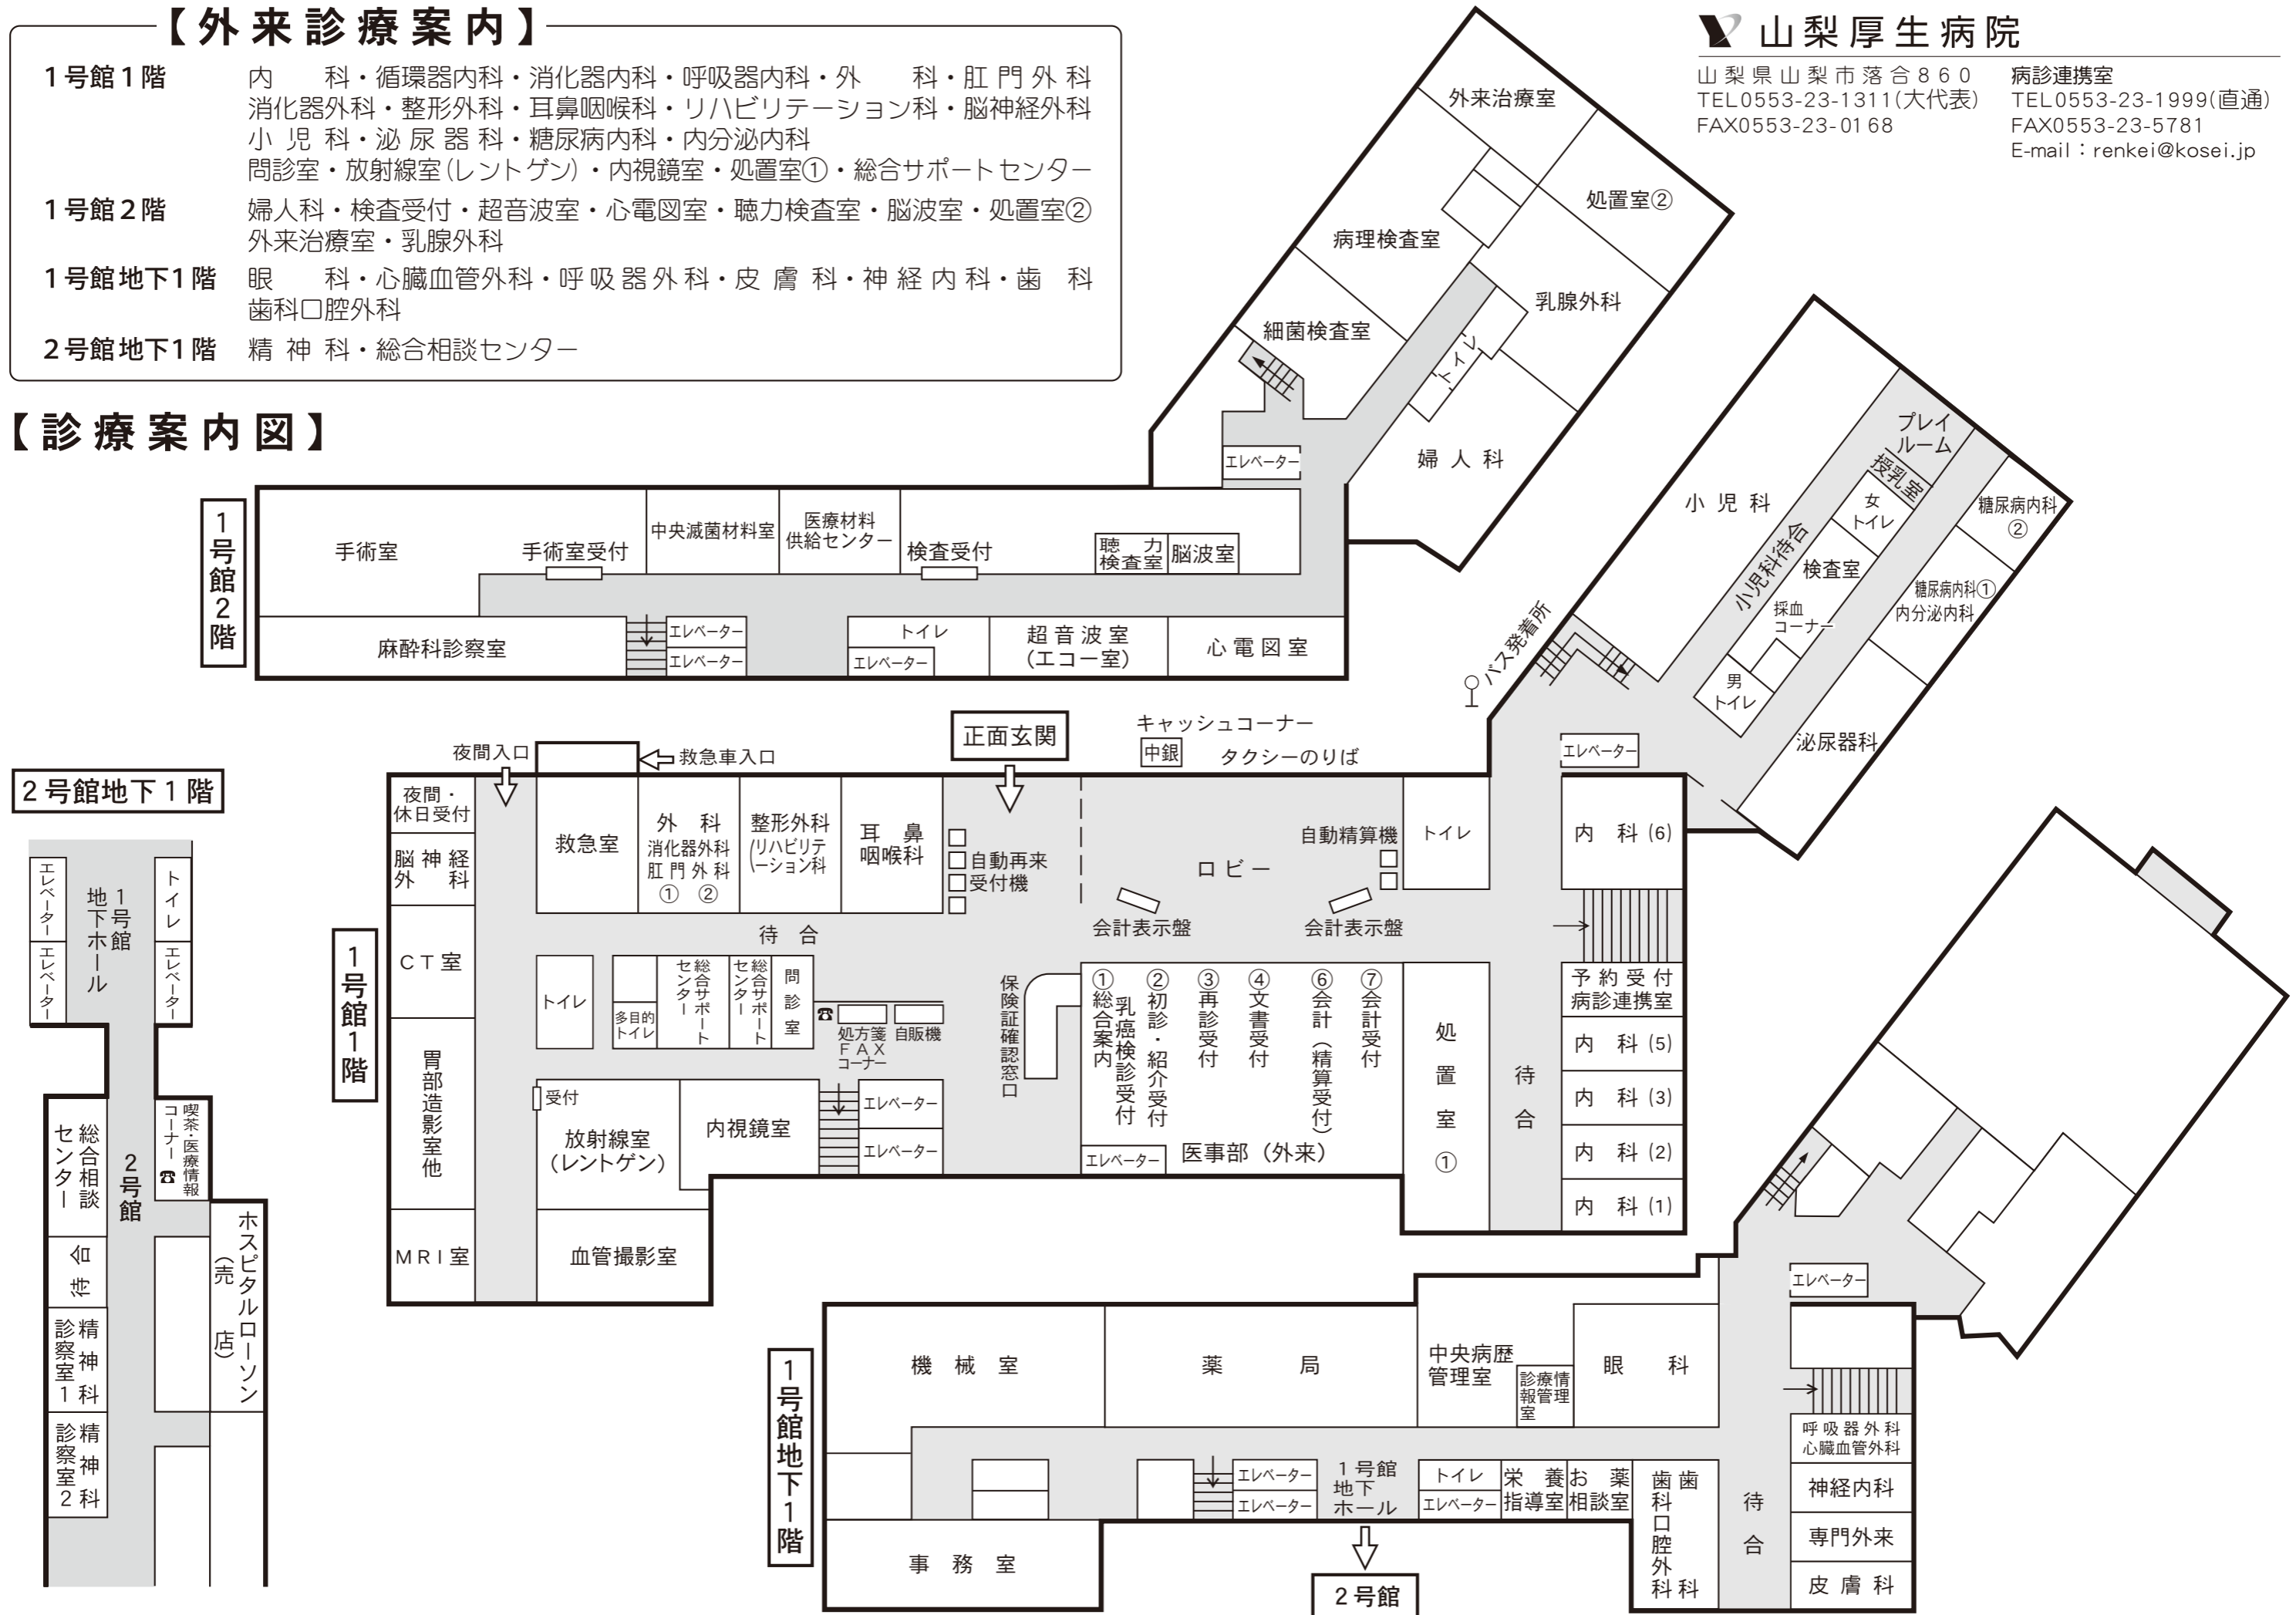 【外来診療案内】
1号館1階
内　科・循環器内科・消化器内科・呼吸器内科・外　科・肛門外科
消化器外科・整形外科・耳鼻咽喉科・リハビリテーション科・脳神経外科
小児科・泌尿器科・糖尿病内科・内分泌内科
問診室・放射線室(レントゲン)・内視鏡室・処置室①・総合サポートセンター
1号館2階
婦人科・検査受付・超音波室・心電図室・聴力検査室・脳波室・処置室②
外来治療室・乳腺外科
1号館地下1階
眼　科・心臓血管外科・呼吸器外科・皮膚科・神経内科・歯　科
歯科口腔外科
2号館地下1階
精神科・総合相談センター
山梨厚生病院
山梨県山梨市落合860
TEL0553-23-1311(大代表)
FAX0553-23-0168
病診連携室
TEL0553-23-1999(直通)
FAX0553-23-5781
E-mail：renkei@kosei.jp
【診療案内図】
1号館2階
外来治療室
処置室②
病理検査室
乳腺外科
細菌検査室
トイレ
婦人科
エレベーター
手術室
手術室受付
中央滅菌材料室
医療材料
供給センター
検査受付
聴力
検査室
脳波室
麻酔科診察室
エレベーター
エレベーター
トイレ
エレベーター
超音波室
(エコー室)
心電図室
1号館1階
プレイ
ルーム
授乳室
女
トイレ
小児科
小児科待合
検査室
採血
コーナー
男
トイレ
糖尿病内科
②
糖尿病内科①
内分泌内科
泌尿器科
バス発着所
エレベーター
キャッシュコーナー
中銀
タクシーのりば
正面玄関
夜間入口
救急車入口
夜間・
休日受付
脳神経
外科
CT室
胃部造影室他
MRI室
救急室
外科
消化器外科
肛門外科
① ②
整形外科
(リハビリテ
ーション科
耳鼻
咽喉科
自動再来
受付機
ロビー
自動精算機
会計表示盤
会計表示盤
トイレ
内科(6)
待合
トイレ
多目的
トイレ
総合サポート
センター
総合サポート
センター
問診室
処方箋
FAX
コーナー
自販機
保険証確認窓口
①総合案内
乳癌検診受付
②初診・紹介受付
③再診受付
④文書受付
⑥会計(精算受付)
⑦会計受付
エレベーター
医事部(外来)
処置室①
待合
予約受付
病診連携室
内科(5)
内科(3)
内科(2)
内科(1)
受付
放射線室
(レントゲン)
内視鏡室
エレベーター
エレベーター
血管撮影室
2号館地下1階
エレベーター
エレベーター
1号館
地下ホール
トイレ
エレベーター
総合相談
センター
2号館
喫茶・医療情報
コーナー
待合
ホスピタルローソン
(売店)
精神科
診察室1
精神科
診察室2
1号館地下1階
エレベーター
機械室
薬局
中央病歴
管理室
診療情
報管理
室
眼科
呼吸器外科
心臓血管外科
神経内科
専門外来
皮膚科
エレベーター
エレベーター
1号館
地下
ホール
トイレ
エレベーター
栄養
指導室
お薬
相談室
歯科
歯科口腔外科
待合
事務室
2号館